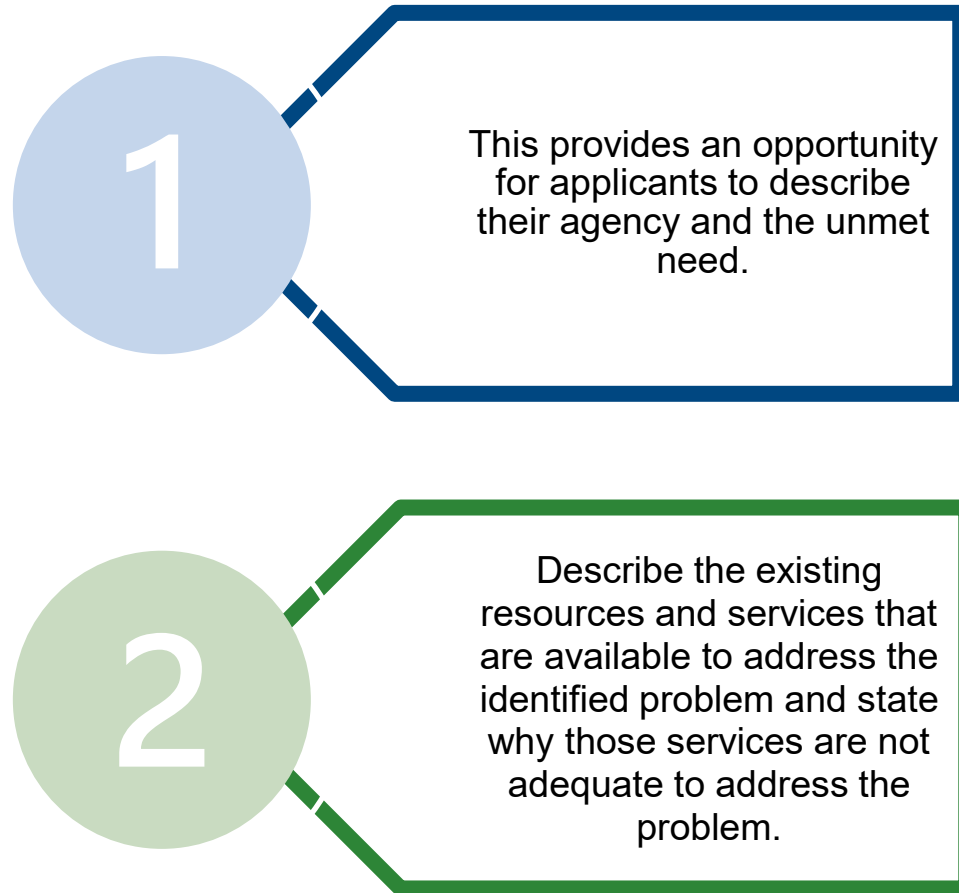 1
This provides an opportunity
for applicants to describe
their agency and the unmet
need.
2
Describe the existing
resources and services that
are available to address the
identified problem and state
why those services are not
adequate to address the
problem.